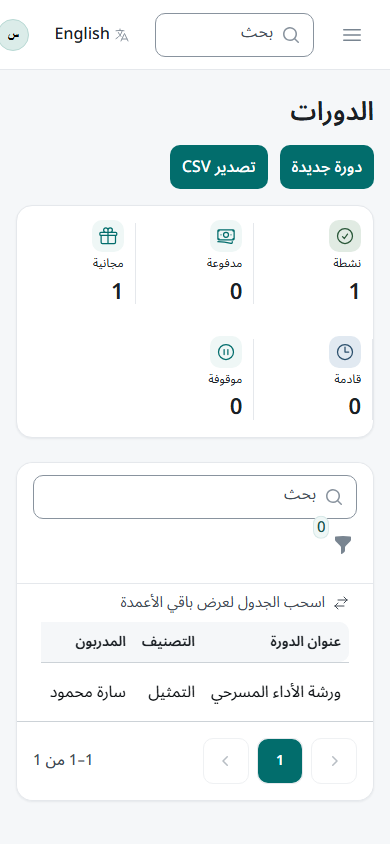 بحث
English
س
الدورات
دورة جديدة
تصدير CSV
نشطة
1
مدفوعة
0
مجانية
1
قادمة
0
موقوفة
0
بحث
0
اسحب الجدول لعرض باقي الأعمدة
عنوان الدورة التصنيف المدربون
ورشة الأداء المسرحي التمثيل سارة محمود
1
1–1 من 1